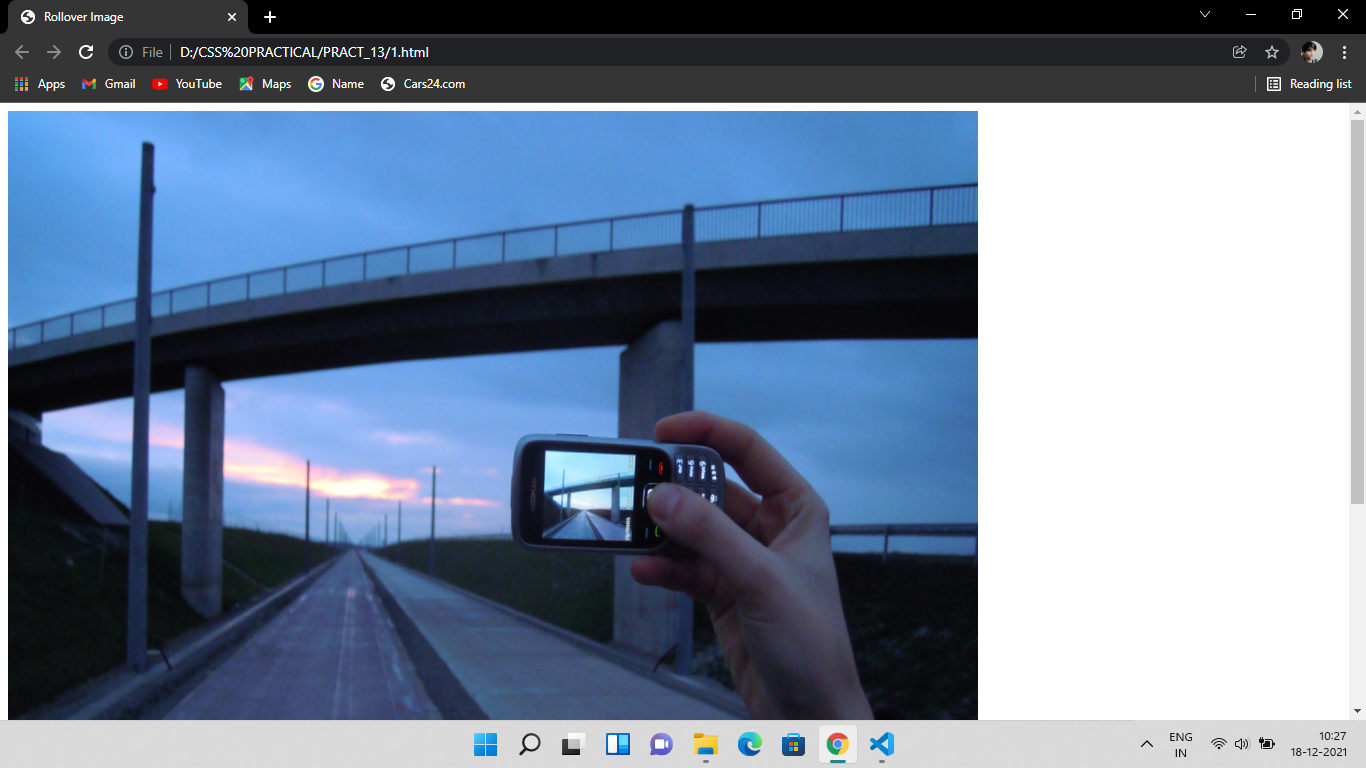 Rollover Image
File D:/CSS%20PRACTICAL/PRACT_13/1.html
Apps Gmail YouTube Maps Name Cars24.com Reading list
NOKIA
Options
ENG 10:27
IN 18-12-2021